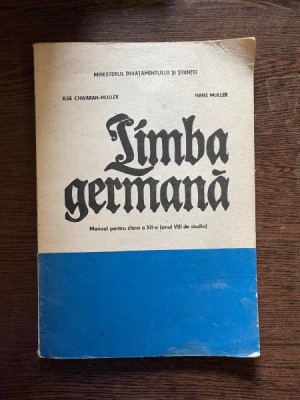 MINISTERUL ÎNVĂȚĂMÎNTULUI ȘI ȘTIINȚEI
ILSE CHIVARAN-MULLER HANS MULLER
Limba
germană
Manual pentru clasa a XII-a (anul VIII de studiu)